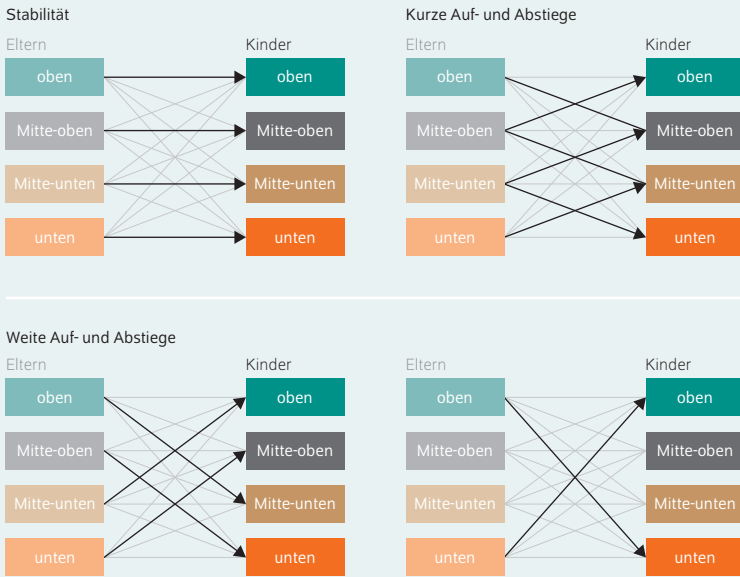 Stabilität
Eltern Kinder
oben oben
Mitte-oben Mitte-oben
Mitte-unten Mitte-unten
unten unten
Kurze Auf- und Abstiege
Eltern Kinder
oben oben
Mitte-oben Mitte-oben
Mitte-unten Mitte-unten
unten unten
Weite Auf- und Abstiege
Eltern Kinder
oben oben
Mitte-oben Mitte-oben
Mitte-unten Mitte-unten
unten unten
Eltern Kinder
oben oben
Mitte-oben Mitte-oben
Mitte-unten Mitte-unten
unten unten